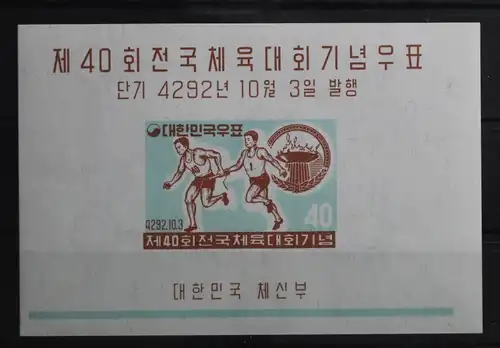 제40회전국체육대회기념우표
단기 4292년 10월 3일 발행
대한민국우표
4292.10.3
40
제40회전국체육대회기념
대한민국 체신부